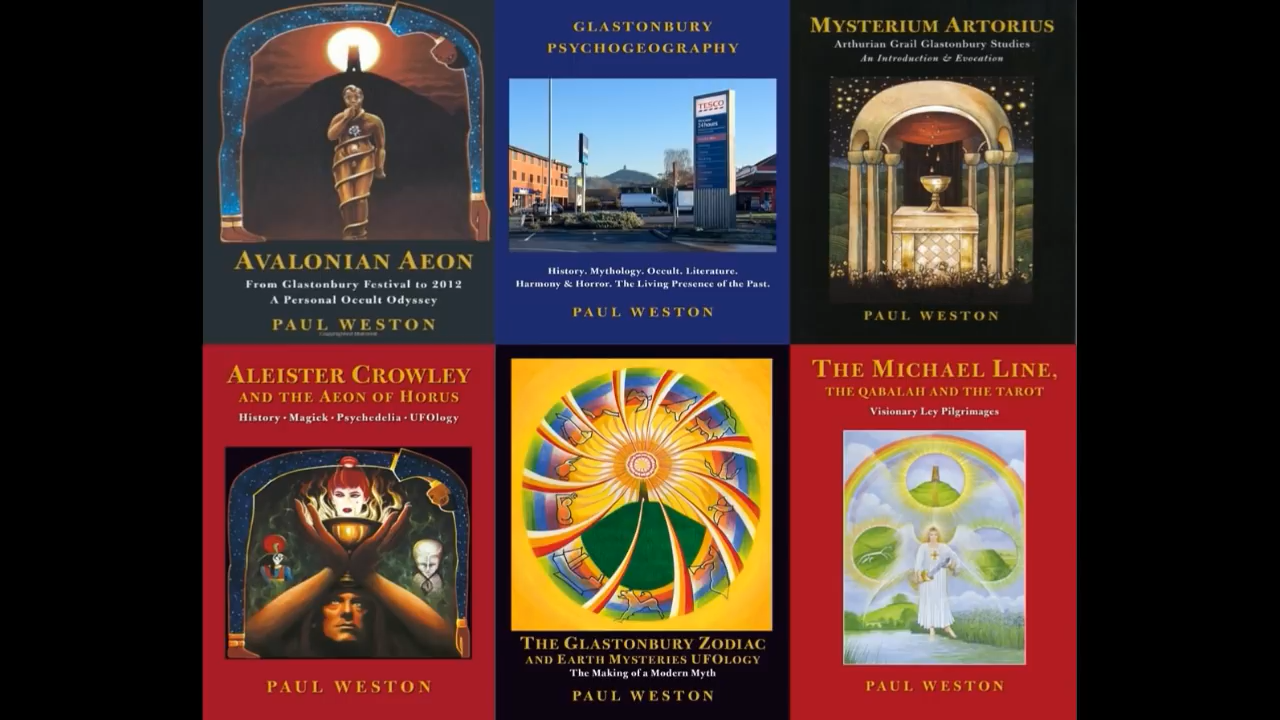 AVALONIAN AEON
From Glastonbury Festival to 2012
A Personal Occult Odyssey
PAUL WESTON
GLASTONBURY
PSYCHOGEOGRAPHY
TESCO
24 hours
History. Mythology. Occult. Literature.
Harmony & Horror. The Living Presence of the Past.
PAUL WESTON
MYSTERIUM ARTORIUS
Arthurian Grail Glastonbury Studies
An Introduction & Evocation
PAUL WESTON
ALEISTER CROWLEY
AND THE AEON OF HORUS
History • Magick • Psychedelia • UFOlogy
PAUL WESTON
THE GLASTONBURY ZODIAC
AND EARTH MYSTERIES UFOLOGY
The Making of a Modern Myth
PAUL WESTON
THE MICHAEL LINE,
THE QABALAH AND THE TAROT
Visionary Ley Pilgrimages
PAUL WESTON